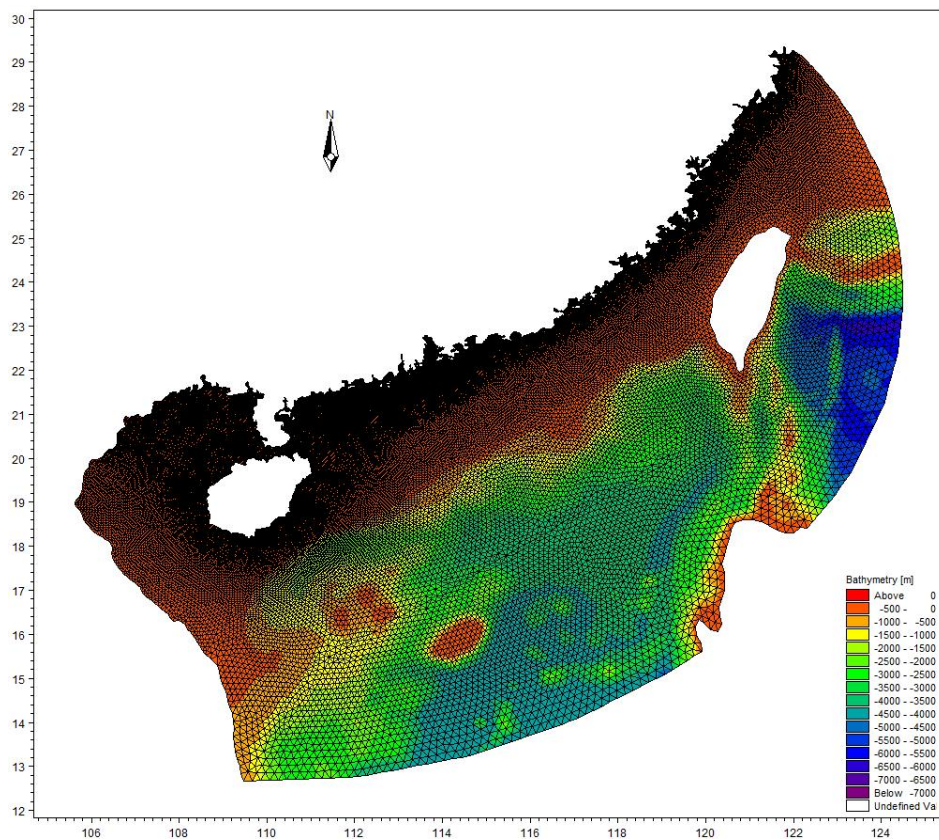 30
29
28
27
26
25
24
23
22
21
20
19
18
17
16
15
14
13
12
N
106
108
110
112
114
116
118
120
122
124
Bathymetry [m]
Above 0
-500 - 0
-1000 - -500
-1500 - -1000
-2000 - -1500
-2500 - -2000
-3000 - -2500
-3500 - -3000
-4000 - -3500
-4500 - -4000
-5000 - -4500
-5500 - -5000
-6000 - -5500
-6500 - -6000
-7000 - -6500
Below -7000
Undefined Val